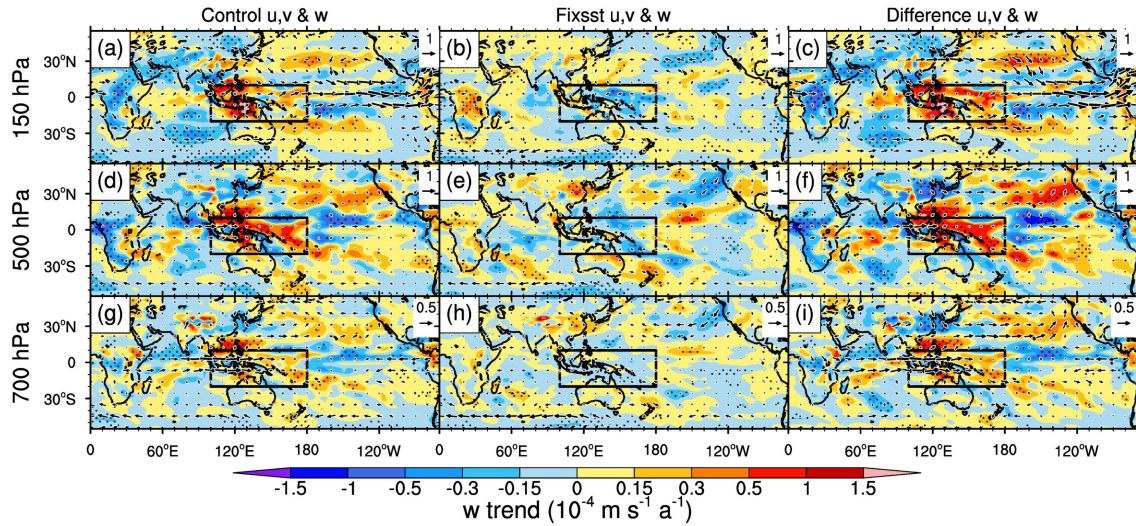 Control u,v & w Fixsst u,v & w Difference u,v & w
150 hPa
(a) 1 (b) 1 (c) 1
30°N
0
30°S
500 hPa
(d) 1 (e) 1 (f) 1
30°N
0
30°S
700 hPa
(g) 0.5 (h) 0.5 (i) 0.5
30°N
0
30°S
0 60°E 120°E 180 120°W 0 60°E 120°E 180 120°W 0 60°E 120°E 180 120°W
-1.5 -1 -0.5 -0.3 -0.15 0 0.15 0.3 0.5 1 1.5
w trend (10⁻⁴ m s⁻¹ a⁻¹)